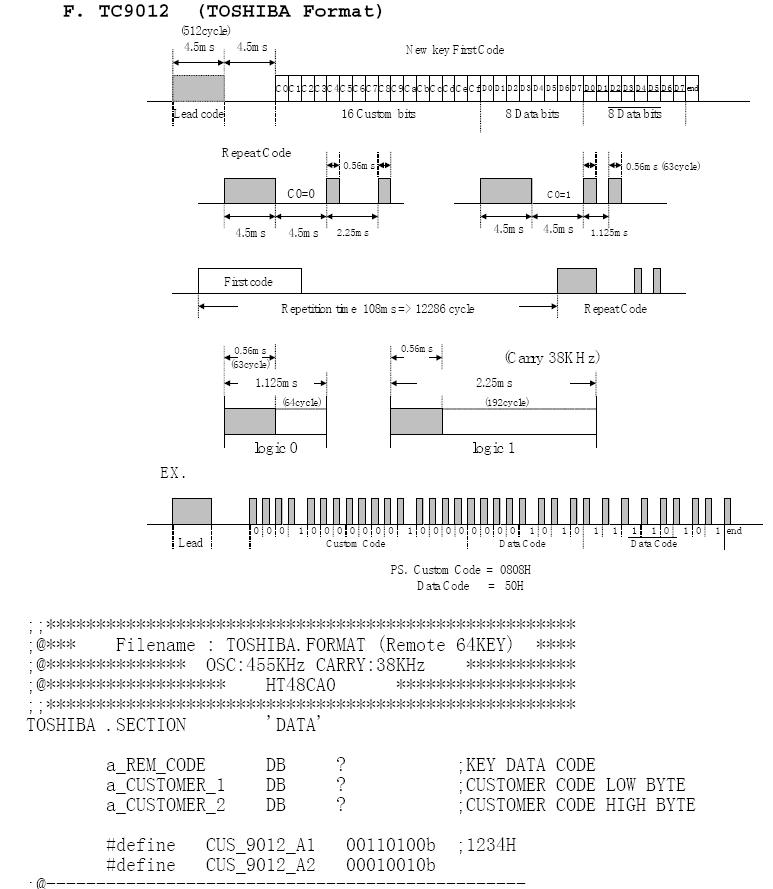 F. TC9012 (TOSHIBA Format)
(512cycle)
4.5ms 4.5ms
New key FirstCode
C0 C1 C2 C3 C4 C5 C6 C7 C8 C9 Ca Cb Cc Cd Ce Cf D0 D1 D2 D3 D4 D5 D6 D7 D0 D1 D2 D3 D4 D5 D6 D7 end
Lead code 16 Custom bits 8 Data bits 8 Data bits
RepeatCode
0.56ms 0.56ms (63cycle)
C0=0 C0=1
4.5ms 4.5ms 2.25ms 4.5ms 4.5ms 1.125ms
Firstcode
Repetition time 108ms=> 12286 cycle RepeatCode
0.56ms 0.56ms (Carry 38KHz)
(63cycle)
1.125ms 2.25ms
(64cycle) (192cycle)
logic 0 logic 1
EX.
0 0 0 1 0 0 0 0 0 0 0 1 0 0 0 0 0 0 0 0 1 0 1 0 1 1 1 1 0 1 0 1 end
Lead Custom Code DataCode DataCode
PS. Custom Code = 0808H
DataCode = 50H
;;*****************************************************
;@*** Filename : TOSHIBA.FORMAT (Remote 64KEY) ****
;@************** OSC:455KHz CARRY:38KHz ***********
;@****************** HT48CA0 ******************
;;*****************************************************
TOSHIBA .SECTION 'DATA'
a_REM_CODE DB ? ;KEY DATA CODE
a_CUSTOMER_1 DB ? ;CUSTOMER CODE LOW BYTE
a_CUSTOMER_2 DB ? ;CUSTOMER CODE HIGH BYTE
#define CUS_9012_A1 00110100b ;1234H
#define CUS_9012_A2 00010010b
;@------------------------------------------------